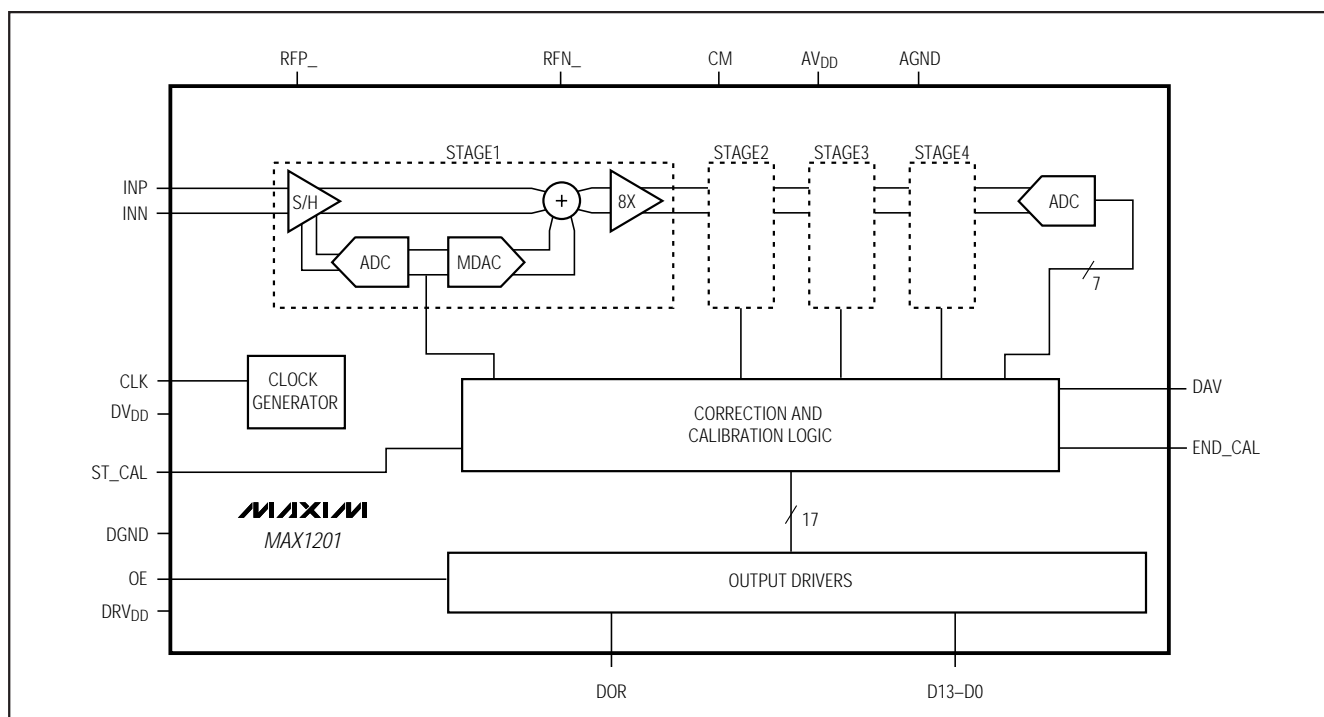 RFP_ RFN_ CM AVDD AGND
STAGE1 STAGE2 STAGE3 STAGE4
INP
INN
S/H
+
8X
ADC
ADC
MDAC
7
CLK
CLOCK
GENERATOR
DVDD
CORRECTION AND
CALIBRATION LOGIC
DAV
ST_CAL
END_CAL
MAXIM
MAX1201
DGND
17
OE
OUTPUT DRIVERS
DRVDD
DOR D13–D0